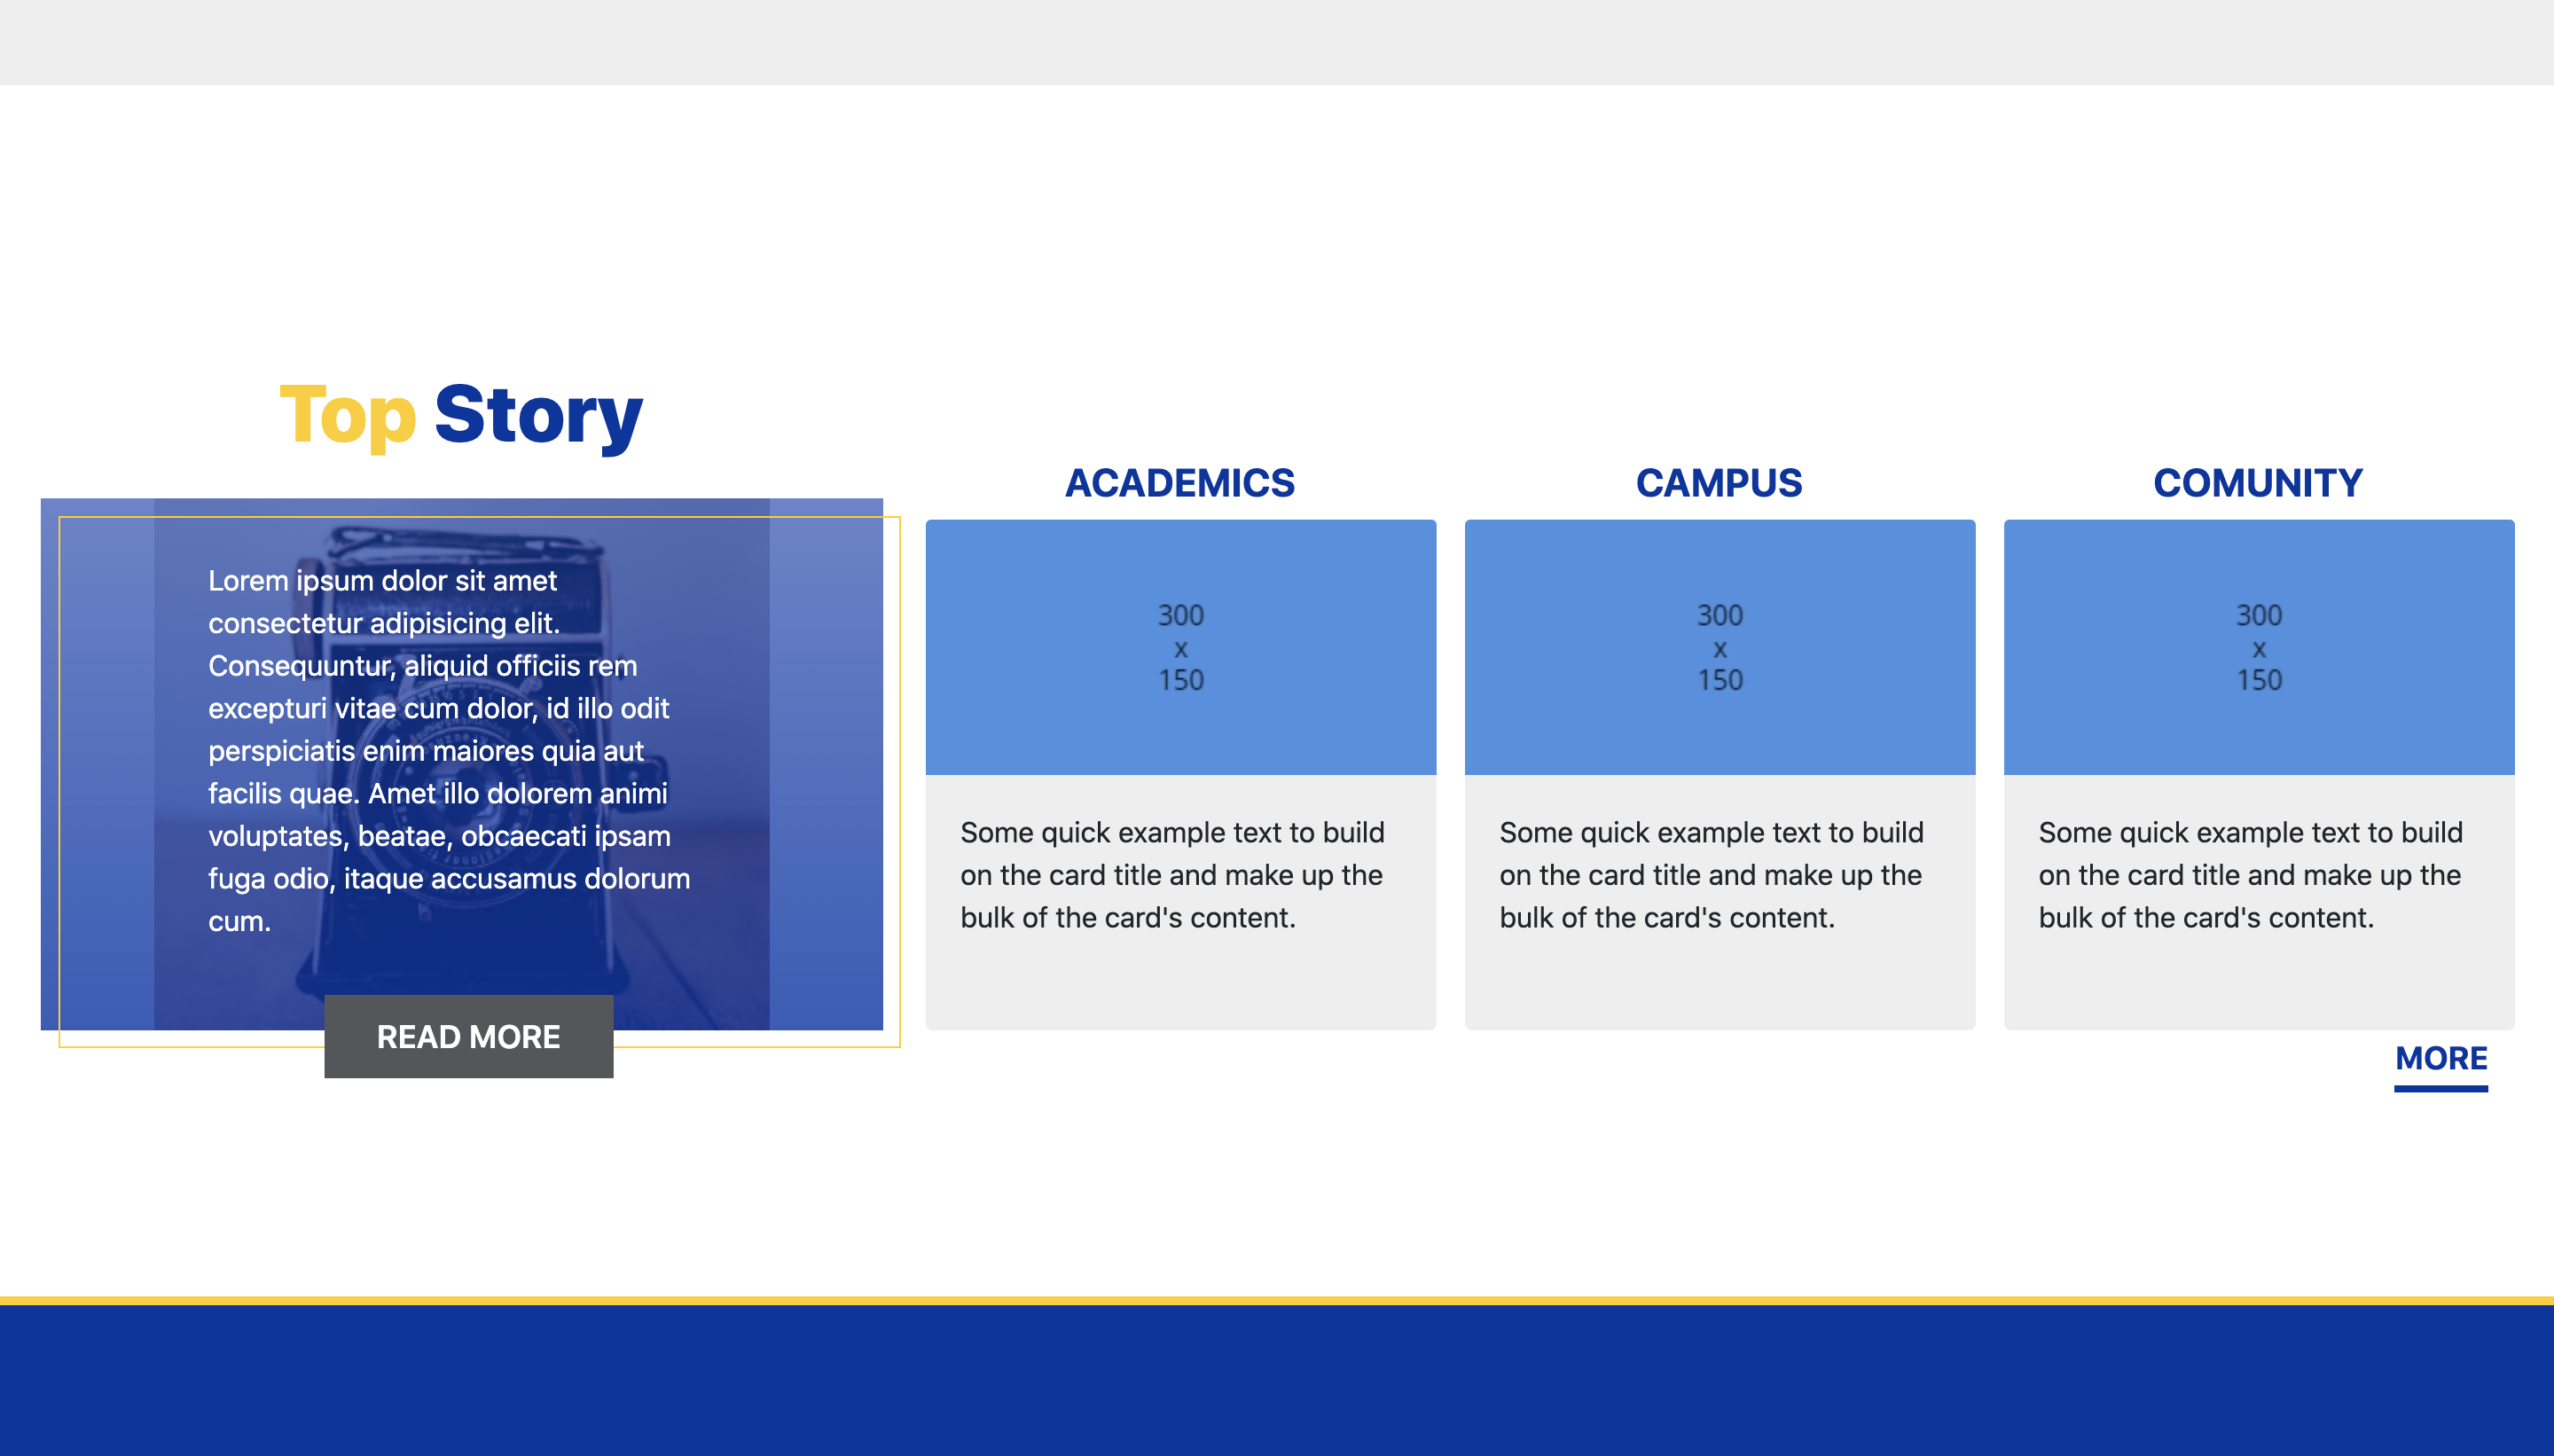 Top Story
Lorem ipsum dolor sit amet
consectetur adipisicing elit.
Consequuntur, aliquid officiis rem
excepturi vitae cum dolor, id illo odit
perspiciatis enim maiores quia aut
facilis quae. Amet illo dolorem animi
voluptates, beatae, obcaecati ipsam
fuga odio, itaque accusamus dolorum
cum.
READ MORE
ACADEMICS
300
x
150
Some quick example text to build
on the card title and make up the
bulk of the card's content.
CAMPUS
300
x
150
Some quick example text to build
on the card title and make up the
bulk of the card's content.
COMUNITY
300
x
150
Some quick example text to build
on the card title and make up the
bulk of the card's content.
MORE